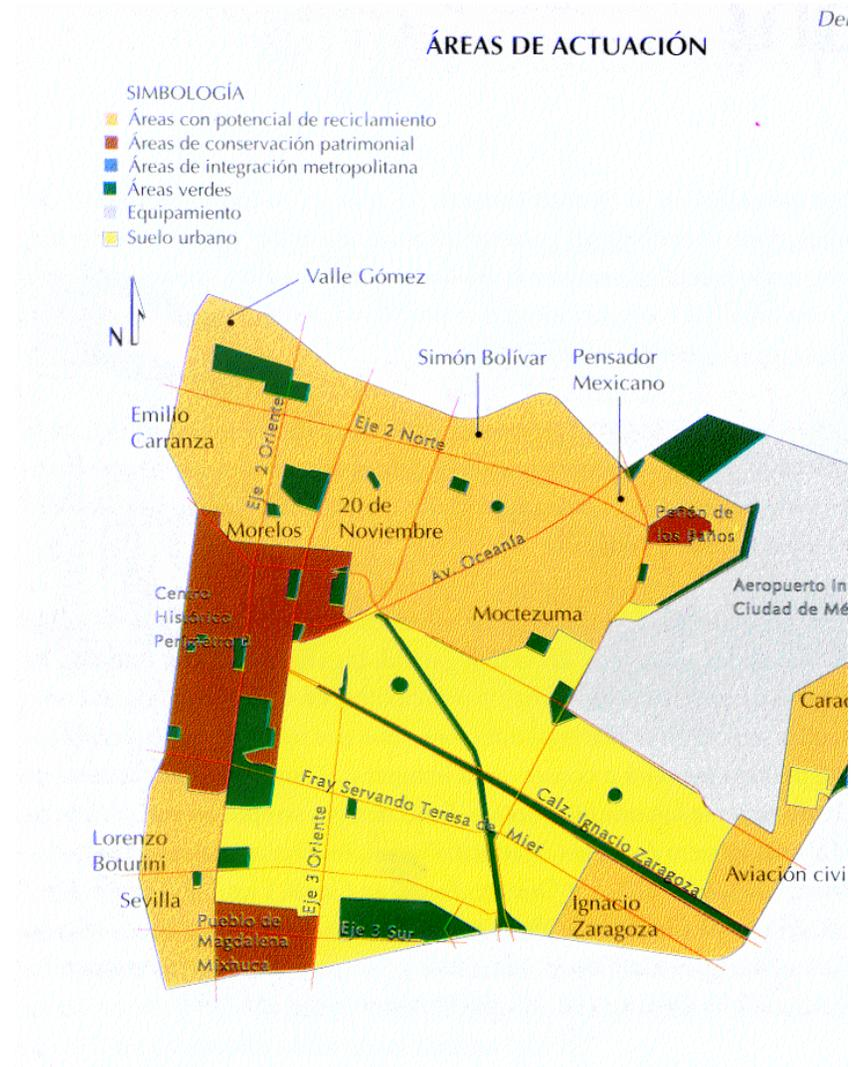 ÁREAS DE ACTUACIÓN
SIMBOLOGÍA
Áreas con potencial de reciclamiento
Áreas de conservación patrimonial
Áreas de integración metropolitana
Áreas verdes
Equipamiento
Suelo urbano
N
Valle Gómez
Simón Bolívar
Pensador
Mexicano
Emilio
Carranza
Eje 2 Oriente
Eje 2 Norte
20 de
Noviembre
Morelos
Peñón de
los Baños
Av. Oceanía
Centro
Histórico
Aeropuerto In
Ciudad de Mé
Moctezuma
Carac
Fray Servando Teresa de Mier
Calz. Ignacio Zaragoza
Eje 3 Oriente
Lorenzo
Boturini
Sevilla
Aviación civi
Ignacio
Zaragoza
Pueblo de
Magdalena
Mixhuca
Eje 3 Sur